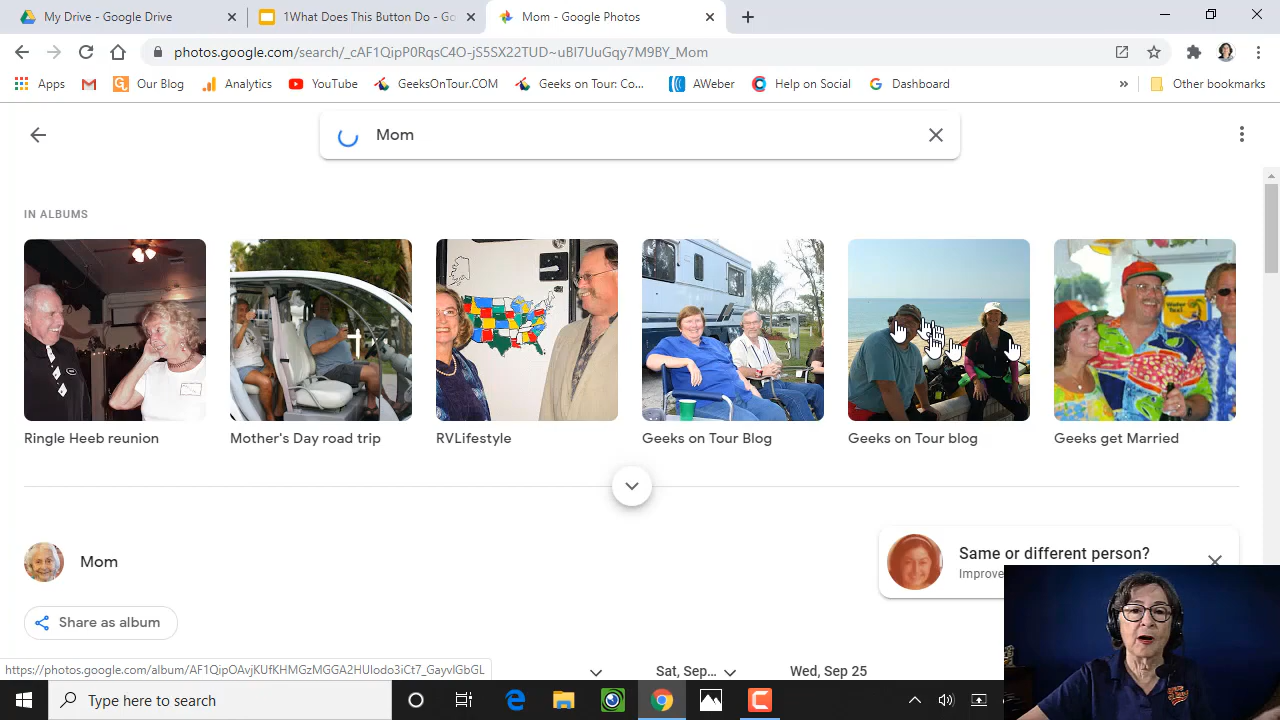 My Drive - Google Drive
1What Does This Button Do - Go
Mom - Google Photos
photos.google.com/search/_cAF1QipP0RqsC4O-jS5SX22TUD~uBI7UuGqy7M9BY_Mom
Apps
Our Blog
Analytics
YouTube
GeeksOnTour.COM
Geeks on Tour: Co...
AWeber
Help on Social
Dashboard
»
Other bookmarks
Mom
IN ALBUMS
Ringle Heeb reunion
Mother's Day road trip
RVLifestyle
Geeks on Tour Blog
Geeks on Tour blog
Geeks get Married
Mom
Same or different person?
Improve
Share as album
https://photos.google.com/album/AF1QipOAvjKUfKHMGzMGGA2HUlodo3iCt7_GayvlGbGL
Sat, Sep...
Wed, Sep 25
Type here to search